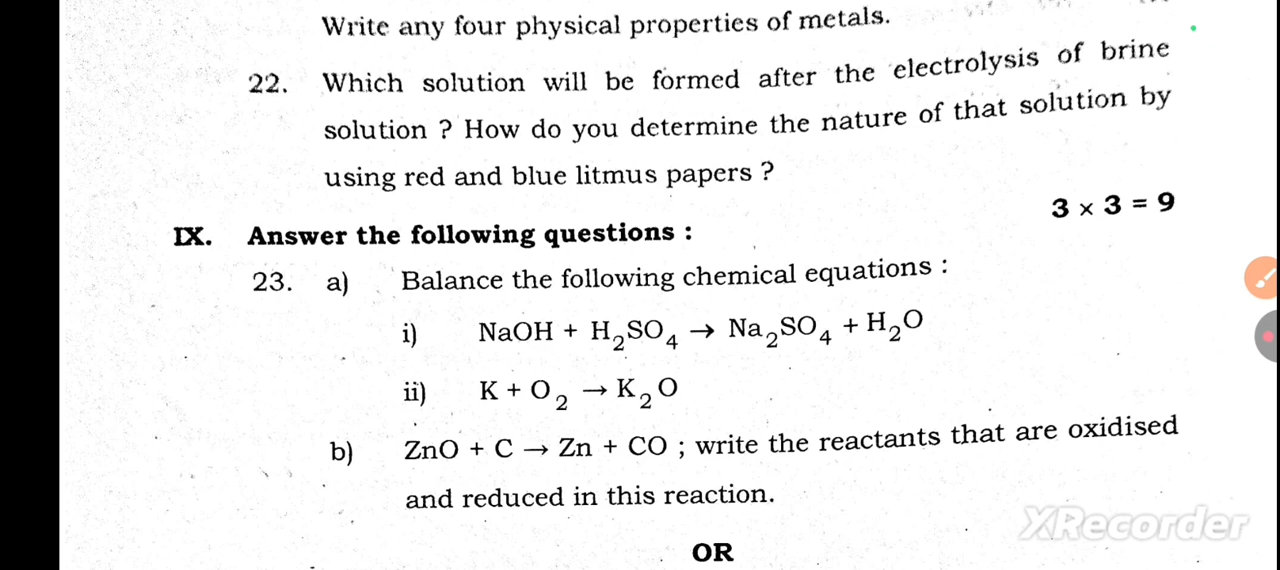 Write any four physical properties of metals.
22. Which solution will be formed after the electrolysis of brine
solution ? How do you determine the nature of that solution by
using red and blue litmus papers ?
3 × 3 = 9
IX. Answer the following questions :
23. a) Balance the following chemical equations :
i) NaOH + H₂SO₄ → Na₂SO₄ + H₂O
ii) K + O₂ → K₂O
b) ZnO + C → Zn + CO ; write the reactants that are oxidised
and reduced in this reaction.
XRecorder
OR